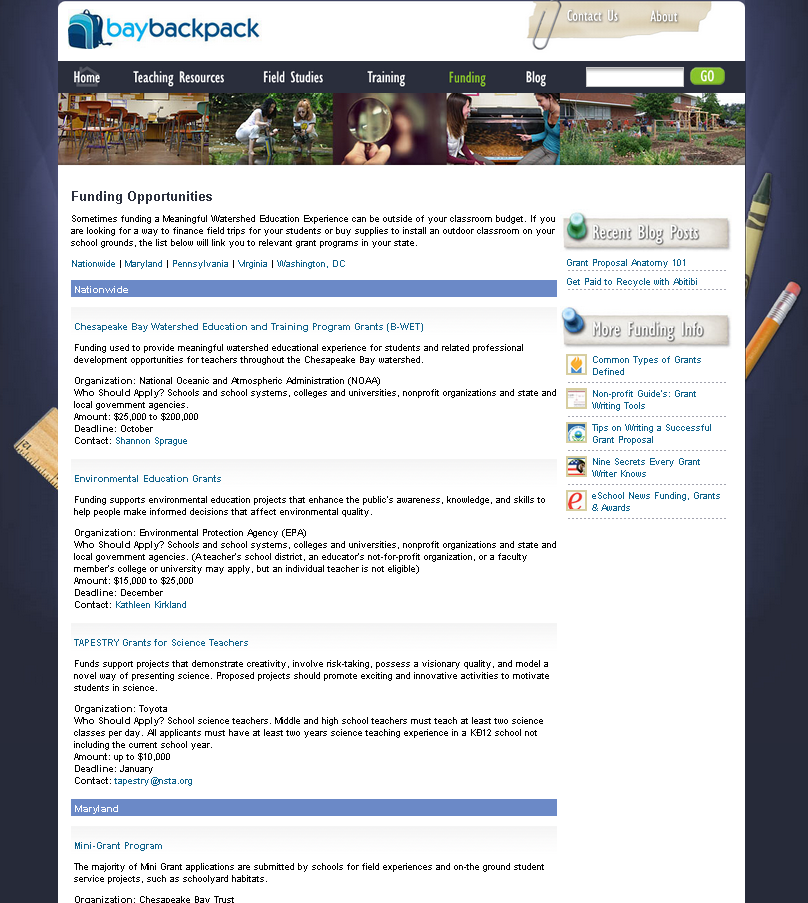 baybackpack
Contact Us
About
Home
Teaching Resources
Field Studies
Training
Funding
Blog
GO
Funding Opportunities
Sometimes funding a Meaningful Watershed Education Experience can be outside of your classroom budget. If you
are looking for a way to finance field trips for your students or buy supplies to install an outdoor classroom on your
school grounds, the list below will link you to relevant grant programs in your state.
Nationwide | Maryland | Pennsylvania | Virginia | Washington, DC
Nationwide
Chesapeake Bay Watershed Education and Training Program Grants (B-WET)
Funding used to provide meaningful watershed educational experience for students and related professional
development opportunities for teachers throughout the Chesapeake Bay watershed.
Organization: National Oceanic and Atmospheric Administration (NOAA)
Who Should Apply? Schools and school systems, colleges and universities, nonprofit organizations and state and
local government agencies.
Amount: $25,000 to $200,000
Deadline: October
Contact: Shannon Sprague
Environmental Education Grants
Funding supports environmental education projects that enhance the public's awareness, knowledge, and skills to
help people make informed decisions that affect environmental quality.
Organization: Environmental Protection Agency (EPA)
Who Should Apply? Schools and school systems, colleges and universities, nonprofit organizations and state and
local government agencies. (A teacher's school district, an educator's not-for-profit organization, or a faculty
member's college or university may apply, but an individual teacher is not eligible)
Amount: $15,000 to $25,000
Deadline: December
Contact: Kathleen Kirkland
TAPESTRY Grants for Science Teachers
Funds support projects that demonstrate creativity, involve risk-taking, possess a visionary quality, and model a
novel way of presenting science. Proposed projects should promote exciting and innovative activities to motivate
students in science.
Organization: Toyota
Who Should Apply? School science teachers. Middle and high school teachers must teach at least two science
classes per day. All applicants must have at least two years science teaching experience in a KÐ12 school not
including the current school year.
Amount: up to $10,000
Deadline: January
Contact: tapestry@nsta.org
Maryland
Mini-Grant Program
The majority of Mini Grant applications are submitted by schools for field experiences and on-the ground student
service projects, such as schoolyard habitats.
Organization: Chesapeake Bay Trust
Recent Blog Posts
Grant Proposal Anatomy 101
Get Paid to Recycle with Abitibi
More Funding Info
Common Types of Grants
Defined
Non-profit Guide's: Grant
Writing Tools
Tips on Writing a Successful
Grant Proposal
Nine Secrets Every Grant
Writer Knows
eSchool News Funding, Grants
& Awards